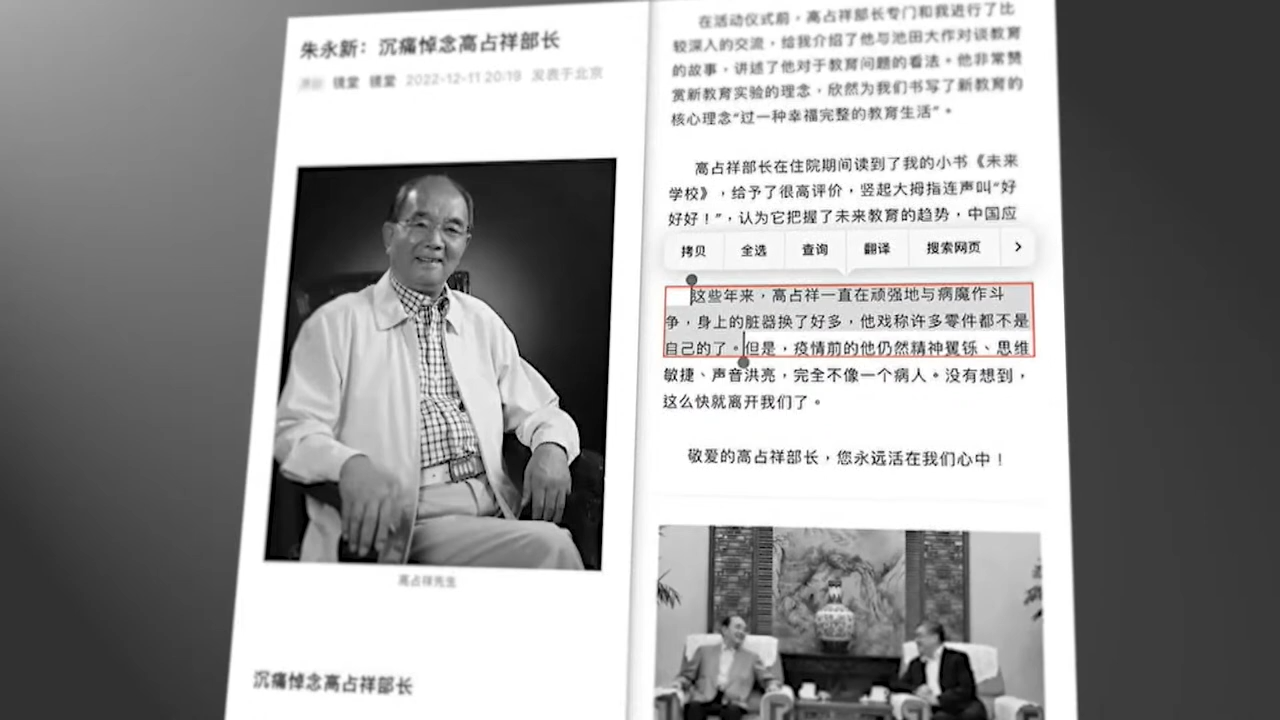 朱永新：沉痛悼念高占祥部长
镜堂 镜堂 2022-12-11 20:19 发表于北京
高占祥先生
沉痛悼念高占祥部长
在活动仪式前，高占祥部长专门和我进行了比
较深入的交流，给我介绍了他与池田大作对谈教育
的故事，讲述了他对于教育问题的看法。他非常赞
赏新教育实验的理念，欣然为我们书写了新教育的
核心理念“过一种幸福完整的教育生活”。
高占祥部长在住院期间读到了我的小书《未来
学校》，给予了很高评价，竖起大拇指连声叫“好
好好！”，认为它把握了未来教育的趋势，中国应
拷贝 全选 查询 翻译 搜索网页
这些年来，高占祥一直在顽强地与病魔作斗
争，身上的脏器换了好多，他戏称许多零件都不是
自己的了。但是，疫情前的他仍然精神矍铄、思维
敏捷、声音洪亮，完全不像一个病人。没有想到，
这么快就离开我们了。
敬爱的高占祥部长，您永远活在我们心中！